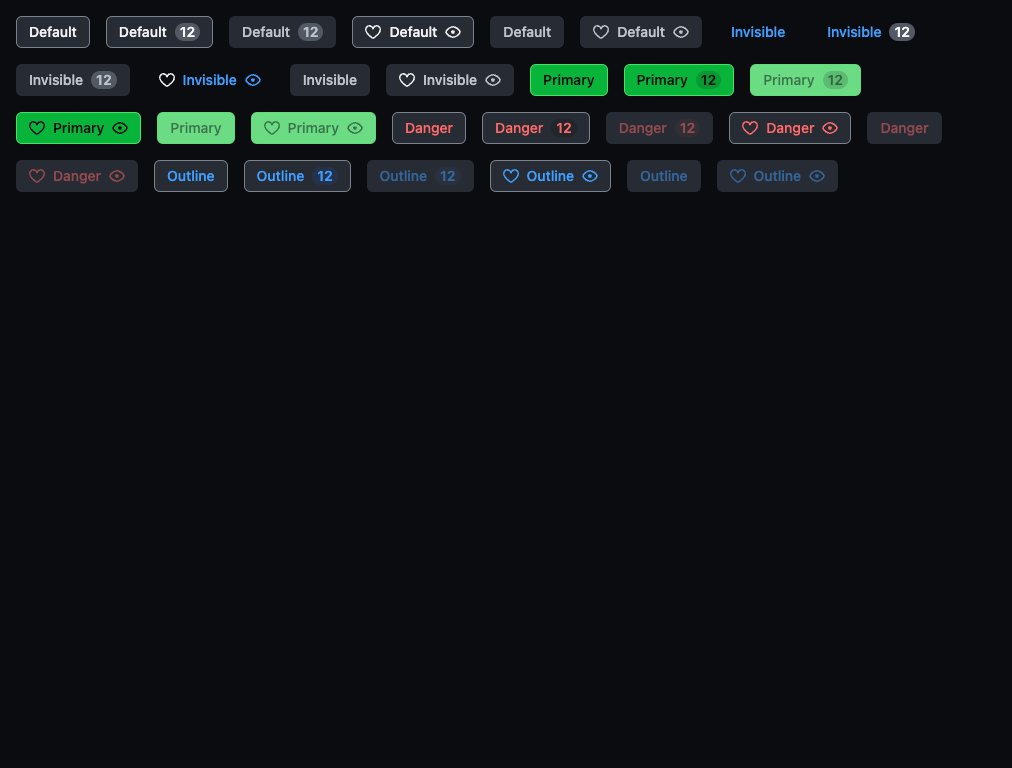 Default Default 12 Default 12 Default Default Default Invisible Invisible 12
Invisible 12 Invisible Invisible Invisible Primary Primary 12 Primary 12
Primary Primary Primary Danger Danger 12 Danger 12 Danger Danger
Danger Outline Outline 12 Outline 12 Outline Outline Outline